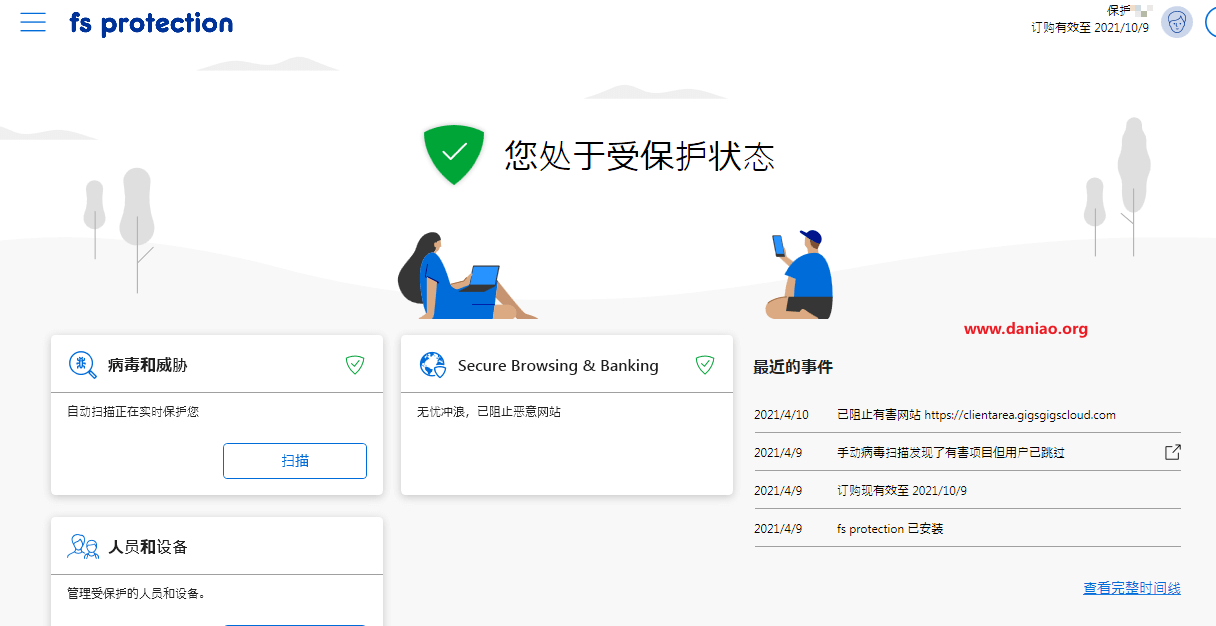 fs protection
保护
订购有效至 2021/10/9
您处于受保护状态
www.daniao.org
病毒和威胁
自动扫描正在实时保护您
扫描
Secure Browsing & Banking
无忧冲浪，已阻止恶意网站
最近的事件
2021/4/10 已阻止有害网站 https://clientarea.gigsgigscloud.com
2021/4/9 手动病毒扫描发现了有害项目但用户已跳过
2021/4/9 订购现有效至 2021/10/9
2021/4/9 fs protection 已安装
查看完整时间线
人员和设备
管理受保护的人员和设备。